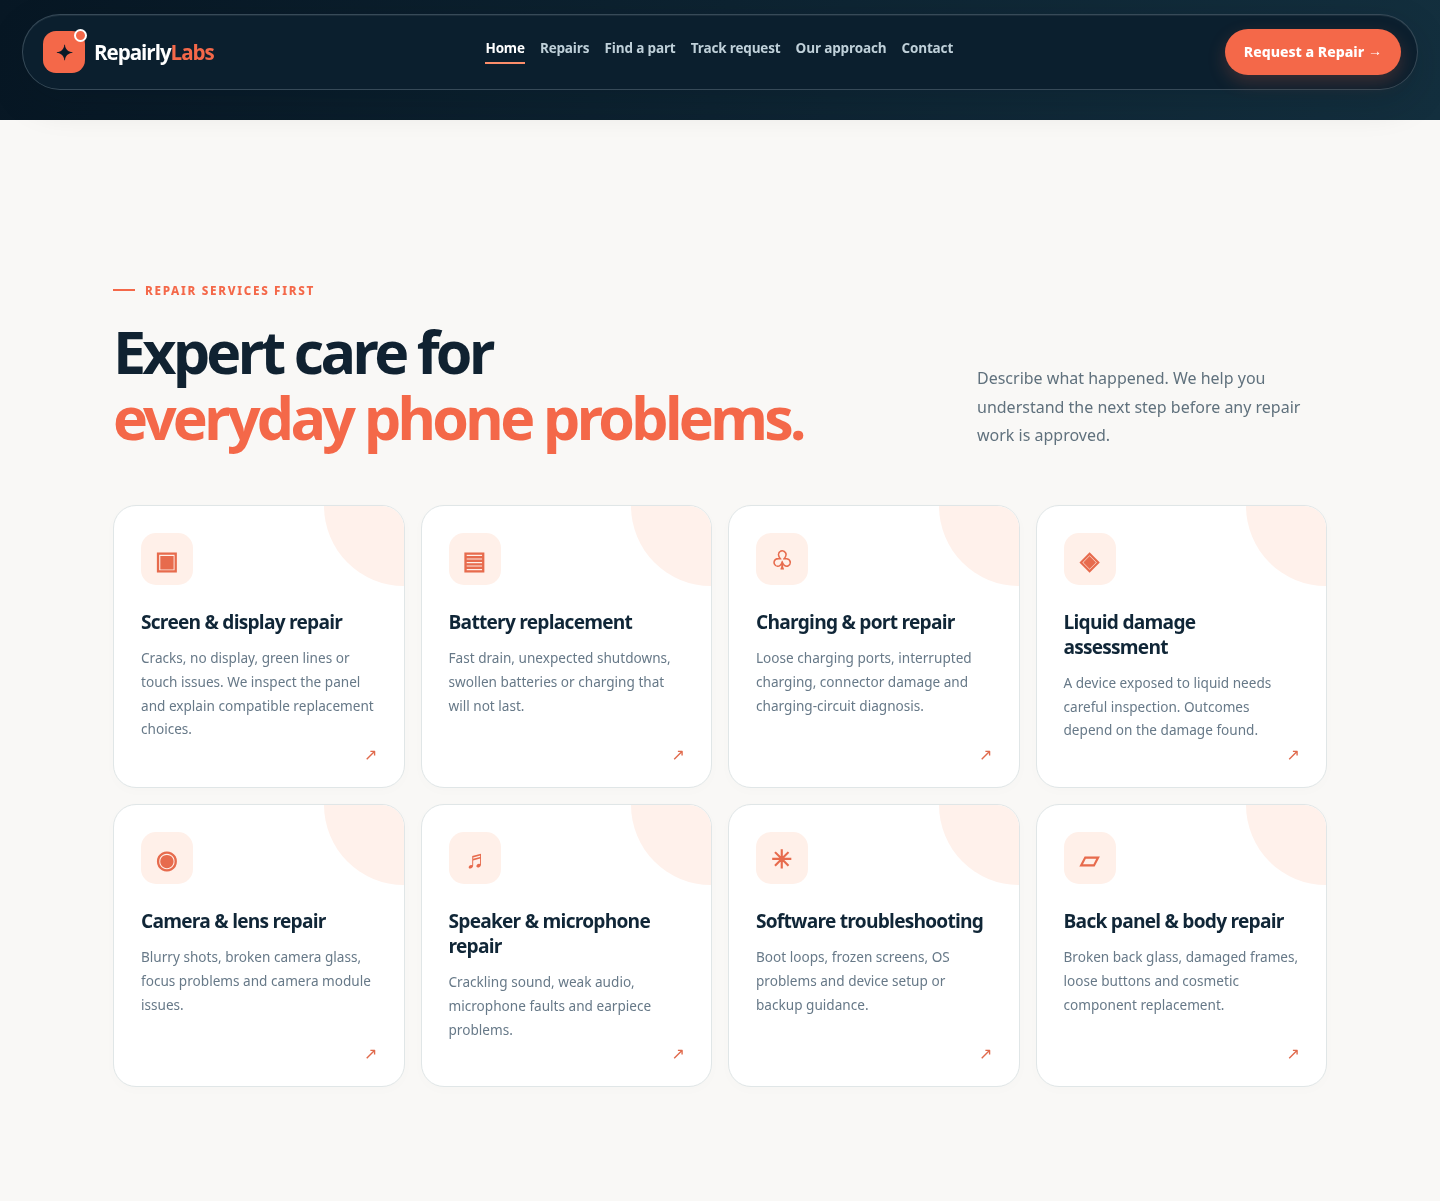 RepairlyLabs
Home Repairs Find a part Track request Our approach Contact
Request a Repair →
REPAIR SERVICES FIRST
Expert care for
everyday phone problems.
Describe what happened. We help you
understand the next step before any repair
work is approved.
Screen & display repair
Cracks, no display, green lines or
touch issues. We inspect the panel
and explain compatible replacement
choices.
↗
Battery replacement
Fast drain, unexpected shutdowns,
swollen batteries or charging that
will not last.
↗
Charging & port repair
Loose charging ports, interrupted
charging, connector damage and
charging-circuit diagnosis.
↗
Liquid damage
assessment
A device exposed to liquid needs
careful inspection. Outcomes
depend on the damage found.
↗
Camera & lens repair
Blurry shots, broken camera glass,
focus problems and camera module
issues.
↗
Speaker & microphone
repair
Crackling sound, weak audio,
microphone faults and earpiece
problems.
↗
Software troubleshooting
Boot loops, frozen screens, OS
problems and device setup or
backup guidance.
↗
Back panel & body repair
Broken back glass, damaged frames,
loose buttons and cosmetic
component replacement.
↗